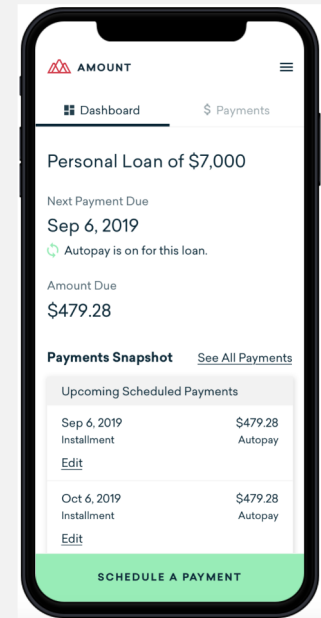 AMOUNT
Dashboard
$ Payments
Personal Loan of $7,000
Next Payment Due
Sep 6, 2019
Autopay is on for this loan.
Amount Due
$479.28
Payments Snapshot See All Payments
Upcoming Scheduled Payments
Sep 6, 2019 $479.28
Installment Autopay
Edit
Oct 6, 2019 $479.28
Installment Autopay
Edit
SCHEDULE A PAYMENT